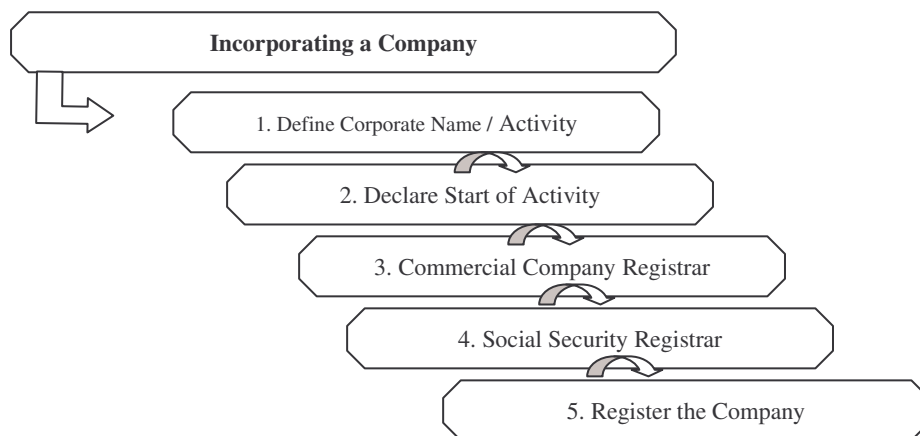 Incorporating a Company
1. Define Corporate Name / Activity
2. Declare Start of Activity
3. Commercial Company Registrar
4. Social Security Registrar
5. Register the Company